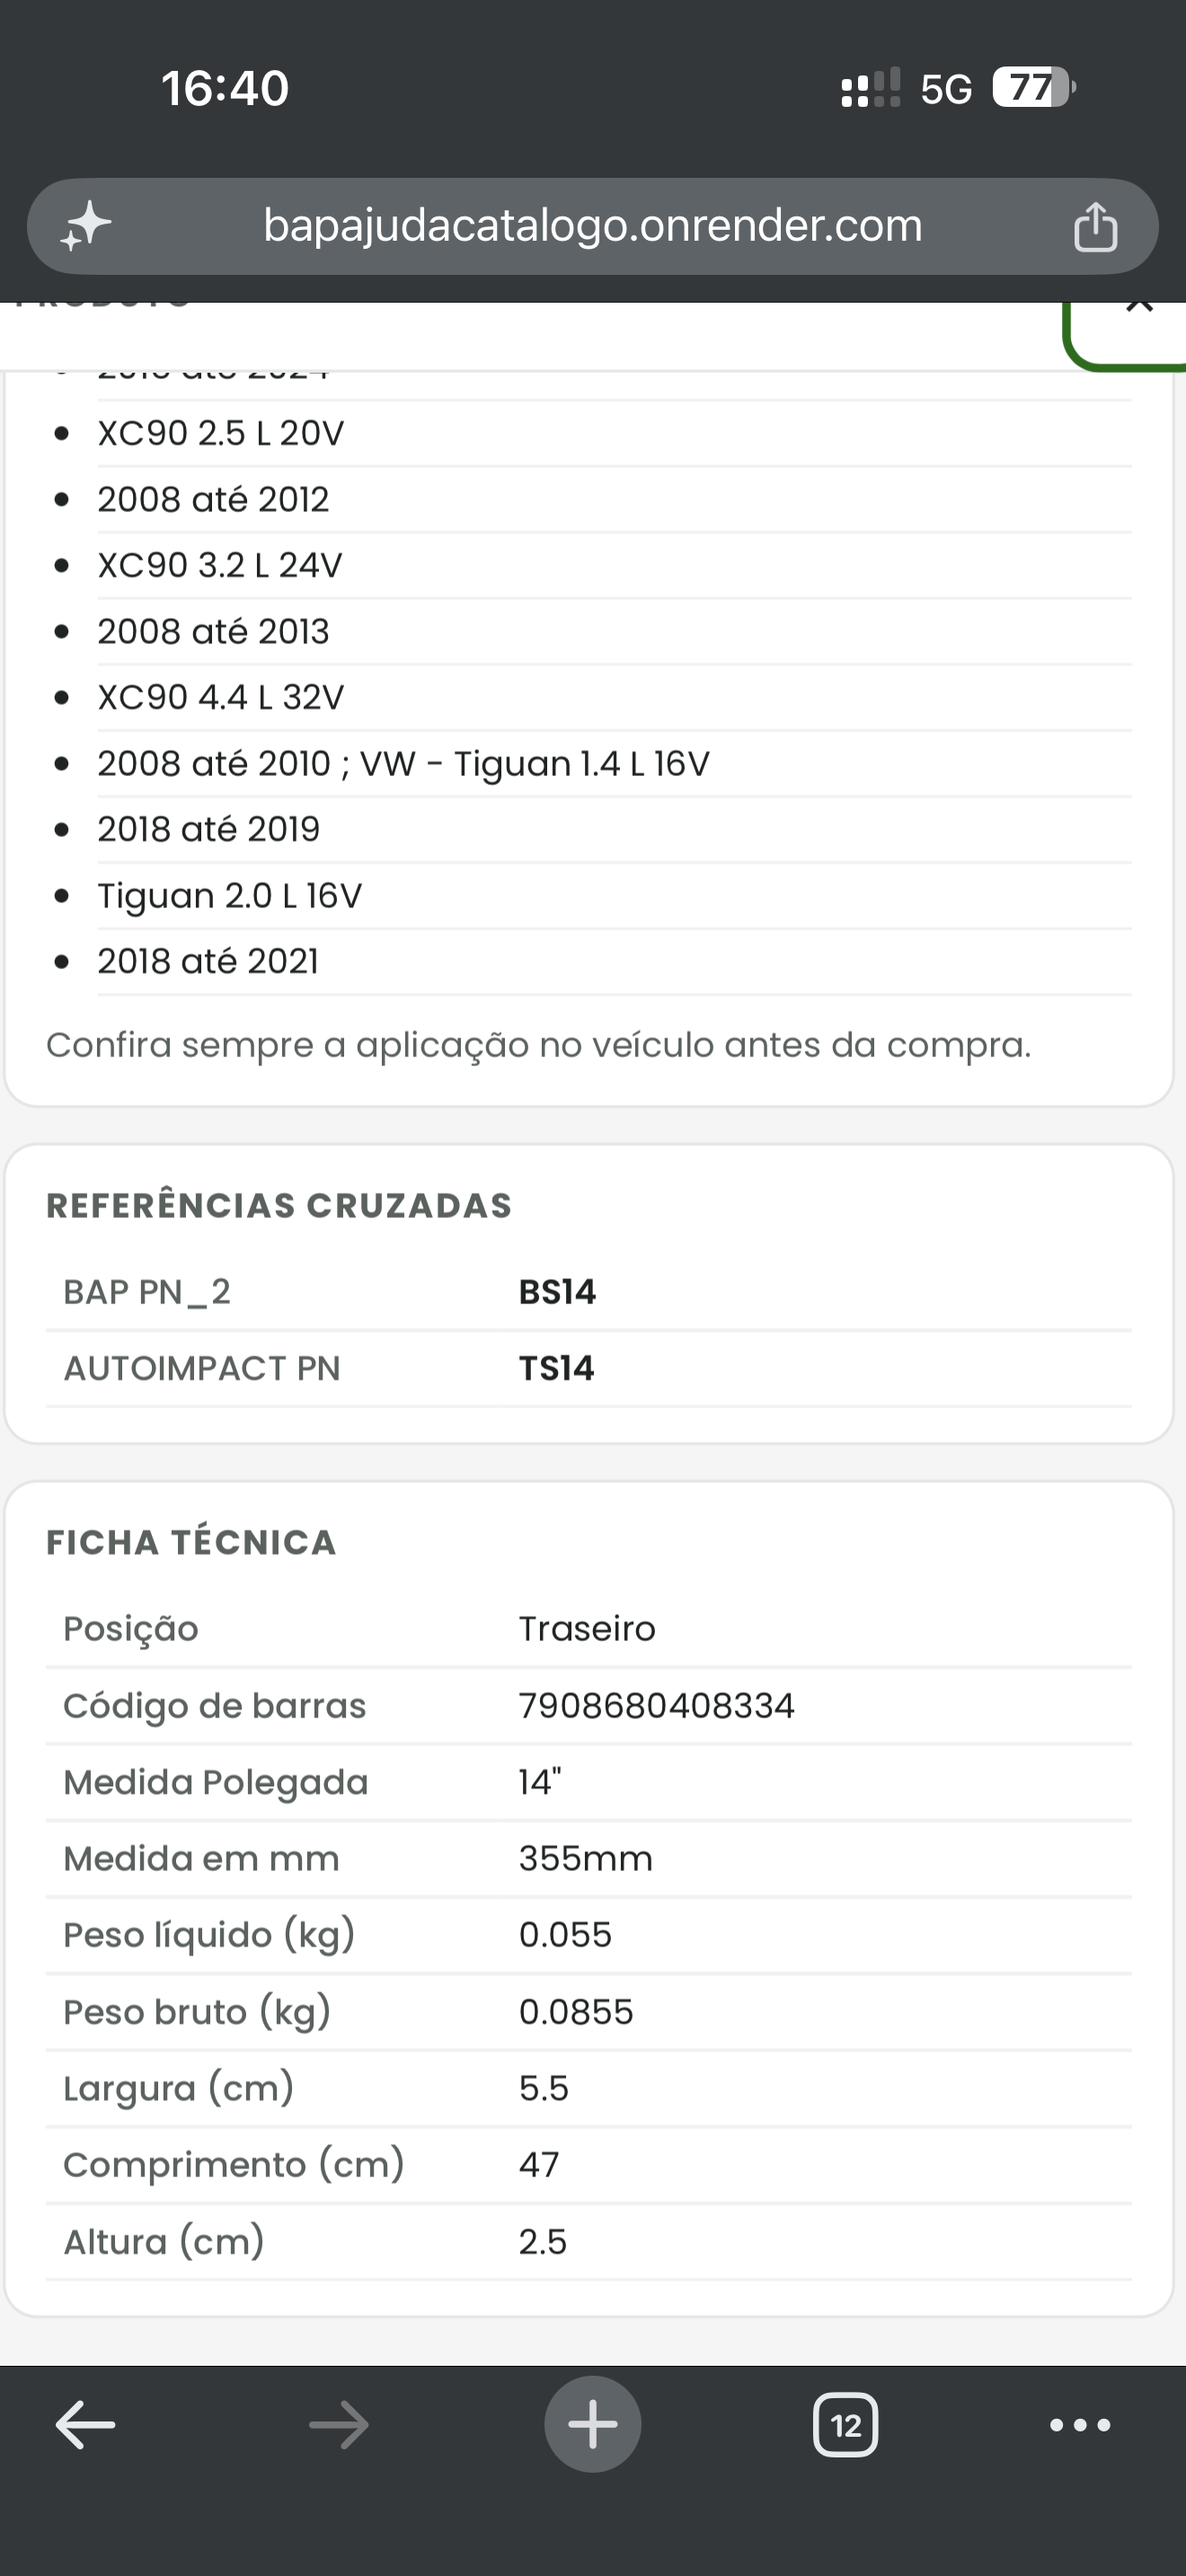 16:40
5G 77
bapajudacatalogo.onrender.com
PRODUTO
2016 até 2024
XC90 2.5 L 20V
2008 até 2012
XC90 3.2 L 24V
2008 até 2013
XC90 4.4 L 32V
2008 até 2010 ; VW - Tiguan 1.4 L 16V
2018 até 2019
Tiguan 2.0 L 16V
2018 até 2021
Confira sempre a aplicação no veículo antes da compra.
REFERÊNCIAS CRUZADAS
BAP PN_2 BS14
AUTOIMPACT PN TS14
FICHA TÉCNICA
Posição Traseiro
Código de barras 7908680408334
Medida Polegada 14"
Medida em mm 355mm
Peso líquido (kg) 0.055
Peso bruto (kg) 0.0855
Largura (cm) 5.5
Comprimento (cm) 47
Altura (cm) 2.5
12